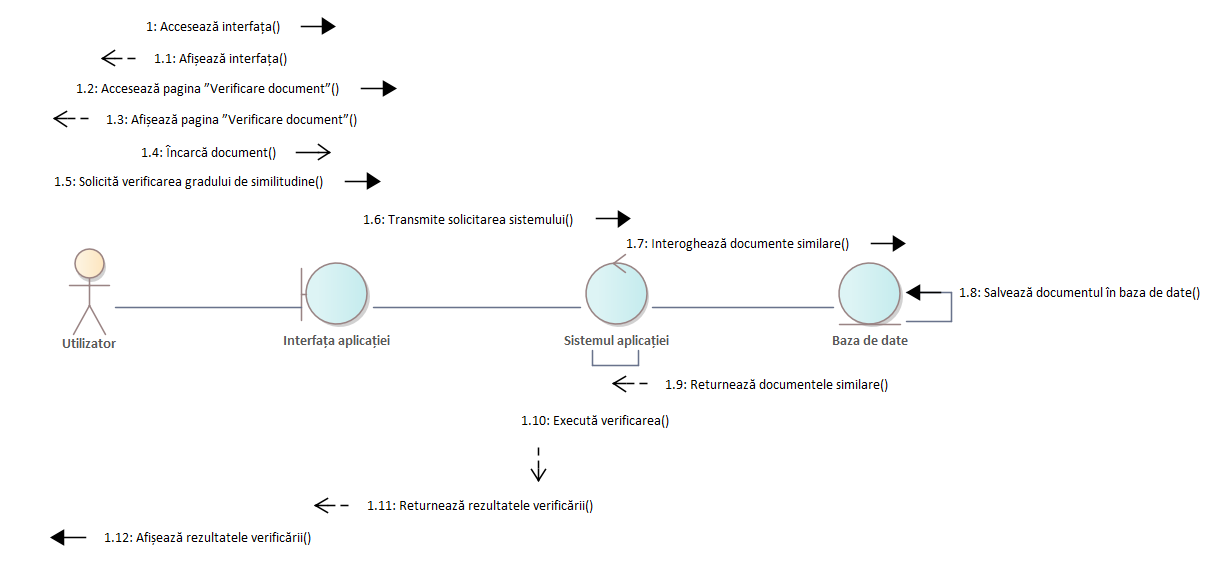 1: Accesează interfața()
1.1: Afișează interfața()
1.2: Accesează pagina ”Verificare document”()
1.3: Afișează pagina ”Verificare document”()
1.4: Încarcă document()
1.5: Solicită verificarea gradului de similitudine()
1.6: Transmite solicitarea sistemului()
1.7: Interoghează documente similare()
1.8: Salvează documentul în baza de date()
Utilizator
Interfața aplicației
Sistemul aplicației
Baza de date
1.9: Returnează documentele similare()
1.10: Execută verificarea()
1.11: Returnează rezultatele verificării()
1.12: Afișează rezultatele verificării()